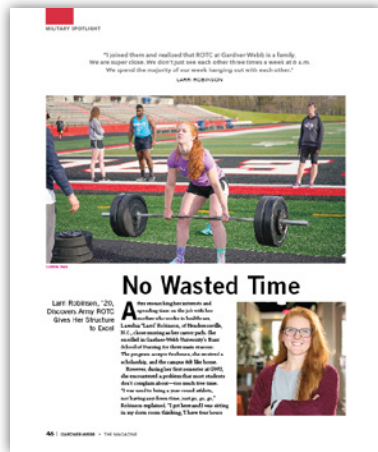 MILITARY SPOTLIGHT
"I joined them and realized that ROTC at Gardner-Webb is a family.
We are super close. We don't just see each other three times a week at 6 a.m.
We spend the majority of our week hanging out with each other."
LARR ROBINSON
No Wasted Time
Larri Robinson, '20,
Discovers Army ROTC
Gives Her Structure
to Excel
After researching her interests and
spending time on the job with her
mother who works in healthcare,
Robinson, of Hendersonville,
N.C., chose nursing as her career path. She
enrolled in Gardner-Webb University's Hunt
School of Nursing for three main reasons:
The program accepts freshmen, she received a
scholarship, and the campus felt like home.
However, during her first semester at GWU,
she encountered a problem that most students
don't complain about—too much free time.
"I was used to being a year-round athlete,
not having any down time, just go, go, go,"
Robinson explained. "I got here and I was sitting
in my dorm room thinking, 'I have four hours
46 | GARDNER-WEBB • THE MAGAZINE